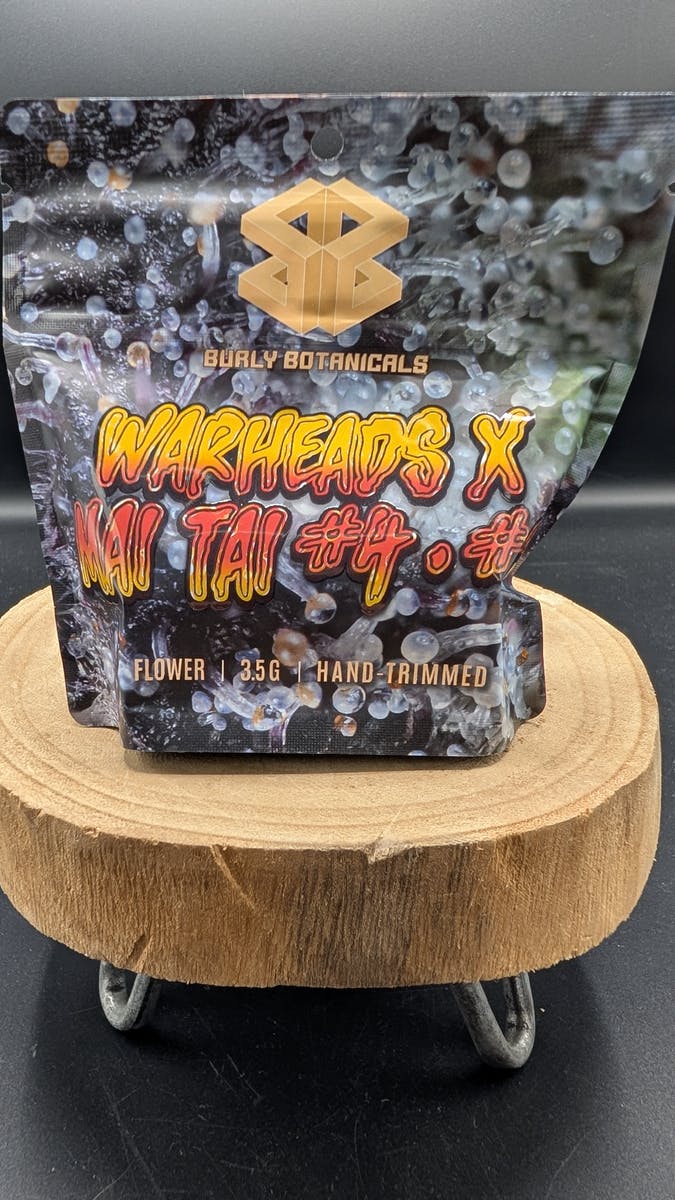 BURLY BOTANICALS
WARHEADS X
MAI TAI #4 • #
FLOWER | 3.5G | HAND-TRIMMED